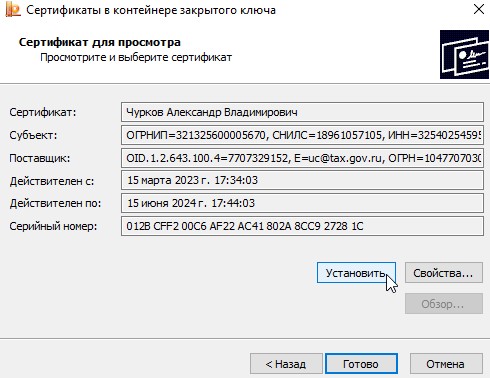 Сертификаты в контейнере закрытого ключа
Сертификат для просмотра
Просмотрите и выберите сертификат
Сертификат: Чурков Александр Владимирович
Субъект: ОГРНИП=321325600005670, СНИЛС=18961057105, ИНН=32540254595
Поставщик: OID.1.2.643.100.4=7707329152, E=uc@tax.gov.ru, ОГРН=1047707030
Действителен с: 15 марта 2023 г. 17:34:03
Действителен по: 15 июня 2024 г. 17:44:03
Серийный номер: 012B CFF2 00C6 AF22 AC41 802A 8CC9 2728 1C
Установить Свойства...
Обзор...
< Назад Готово Отмена